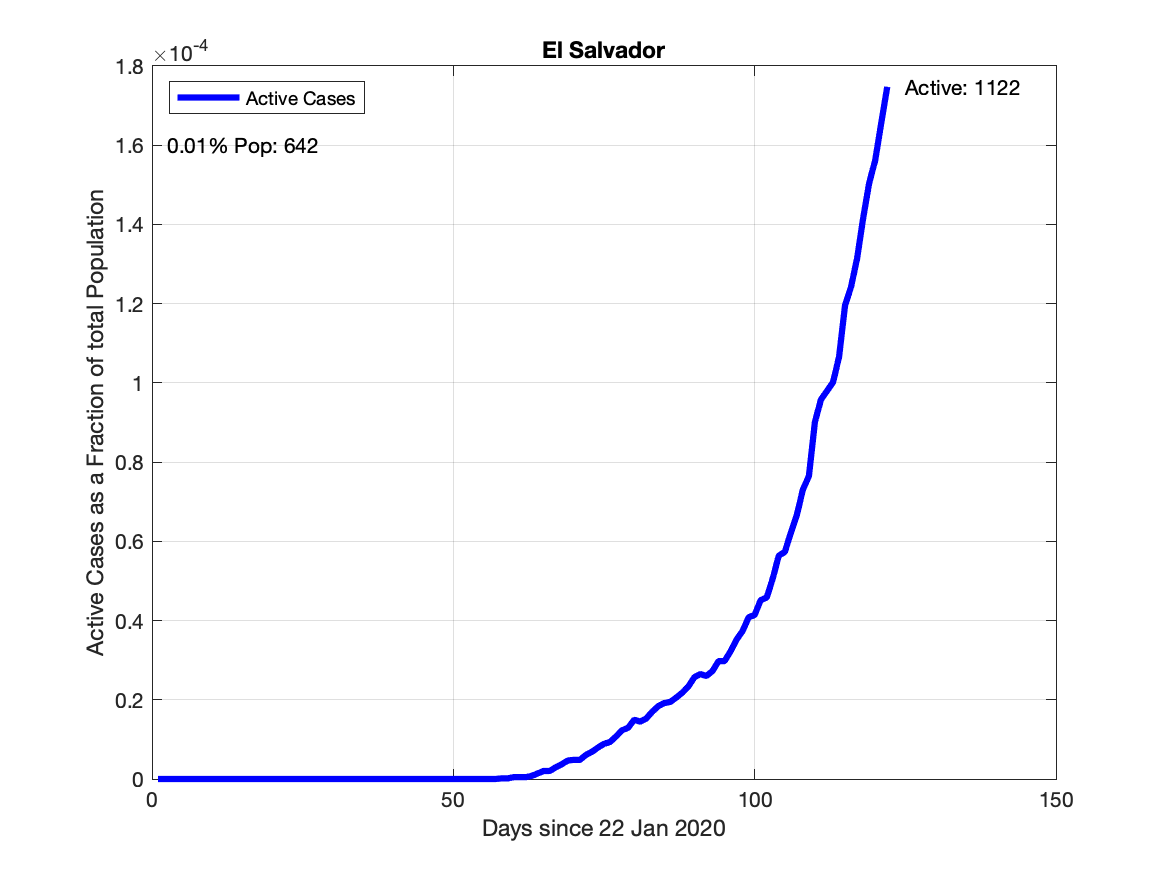 El Salvador
×10-4
1.8
1.6
1.4
1.2
1
0.8
0.6
0.4
0.2
0
Active Cases as a Fraction of total Population
Active Cases
0.01% Pop: 642
Active: 1122
0 50 100 150
Days since 22 Jan 2020